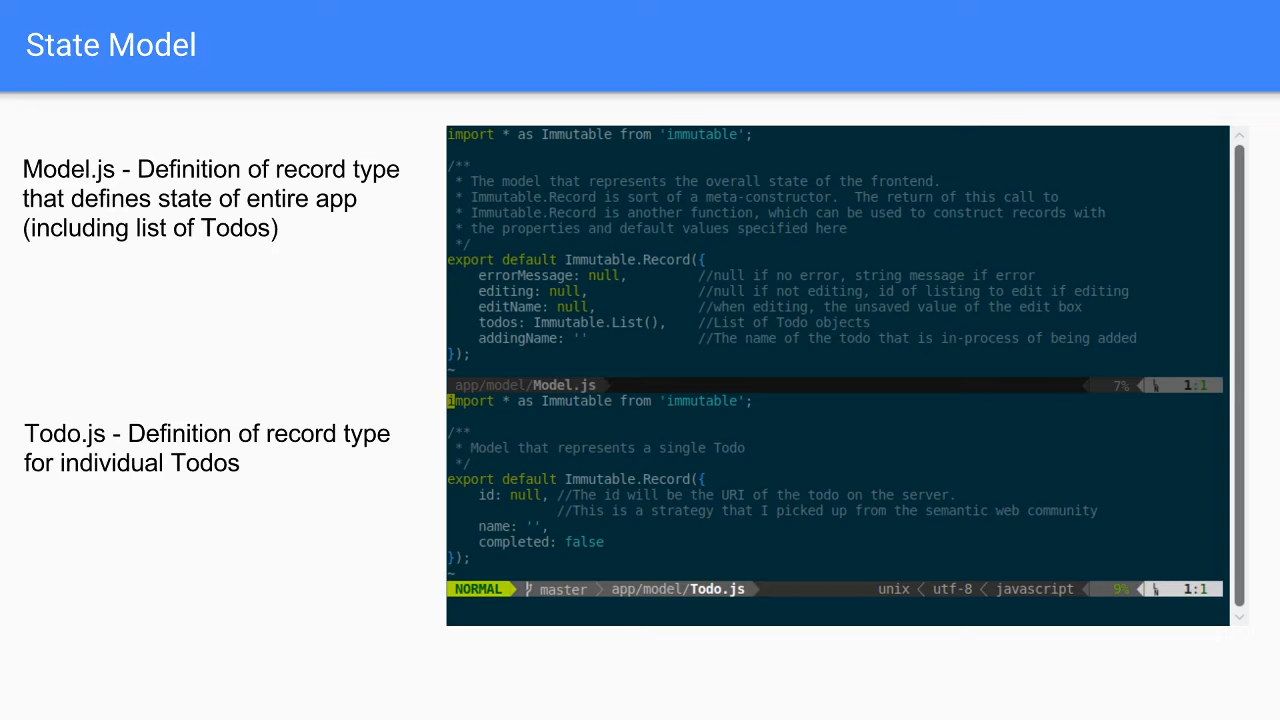 State Model
Model.js - Definition of record type
that defines state of entire app
(including list of Todos)
Todo.js - Definition of record type
for individual Todos
import * as Immutable from 'immutable';
/**
* The model that represents the overall state of the frontend.
* Immutable.Record is sort of a meta-constructor.  The return of this call to
* Immutable.Record is another function, which can be used to construct records with
* the properties and default values specified here
*/
export default Immutable.Record({
errorMessage: null,         //null if no error, string message if error
editing: null,              //null if not editing, id of listing to edit if editing
editName: null,             //when editing, the unsaved value of the edit box
todos: Immutable.List(),    //List of Todo objects
addingName: ''              //The name of the todo that is in-process of being added
});
~
app/model/Model.js 7% 1:1
import * as Immutable from 'immutable';
/**
* Model that represents a single Todo
*/
export default Immutable.Record({
id: null, //The id will be the URI of the todo on the server.
//This is a strategy that I picked up from the semantic web community
name: '',
completed: false
});
~
NORMAL master app/model/Todo.js unix utf-8 javascript 9% 1:1